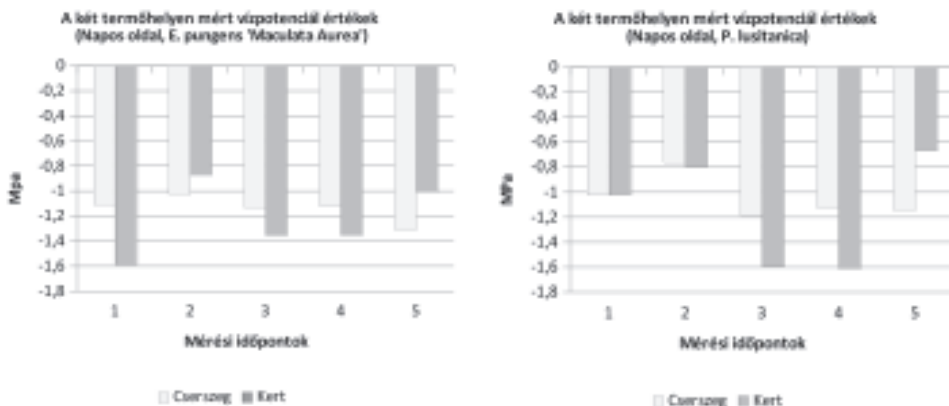 A két termőhelyen mért vízpotenciál értékek
(Napos oldal, E. pungens 'Maculata Aurea')
0
-0,2
-0,4
-0,6
-0,8
-1
-1,2
-1,4
-1,6
-1,8
Mpa
1 2 3 4 5
Mérési időpontok
Cserszeg Kert
A két termőhelyen mért vízpotenciál értékek
(Napos oldal, P. lusitanica)
0
-0,2
-0,4
-0,6
-0,8
-1
-1,2
-1,4
-1,6
-1,8
MPa
1 2 3 4 5
Mérési időpontok
Cserszeg Kert